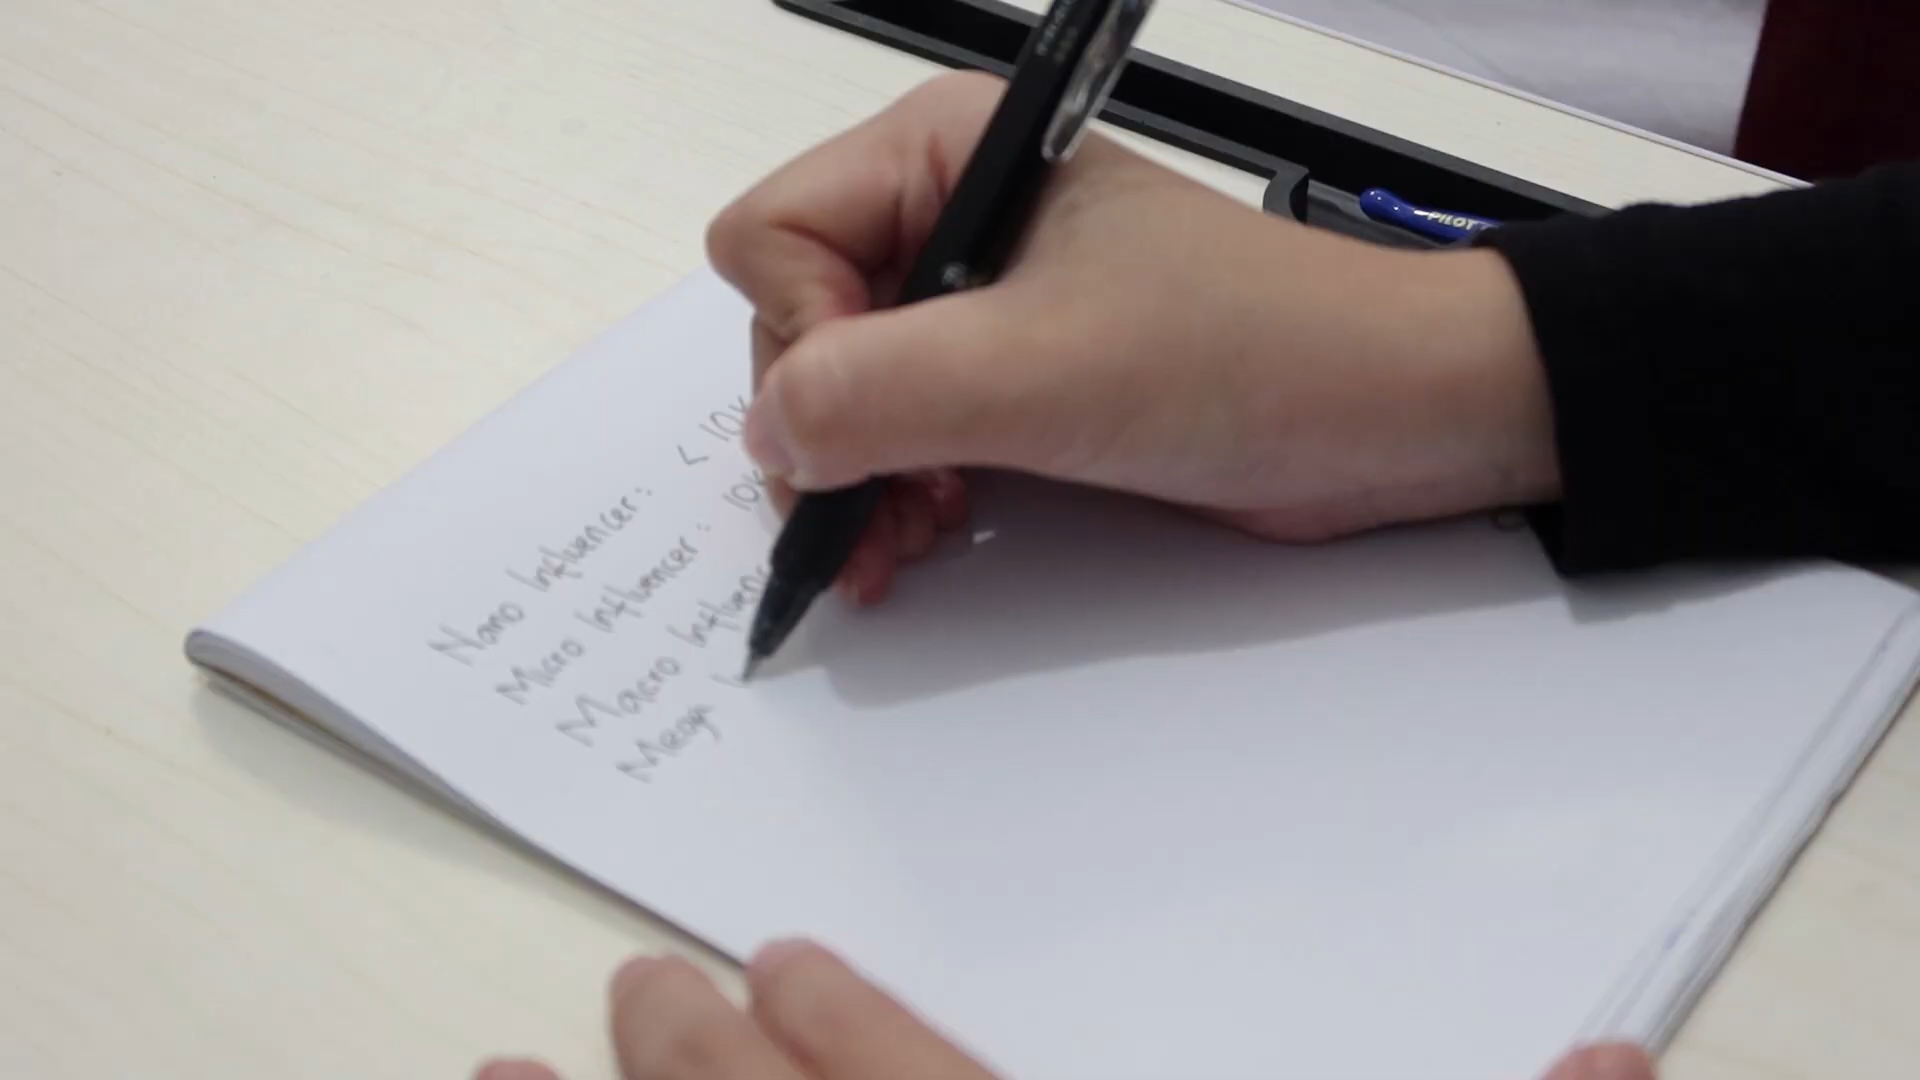 Nano Influencer: < 10K
Micro Influencer: 10K
Macro Influenc
Mega I
PILOT